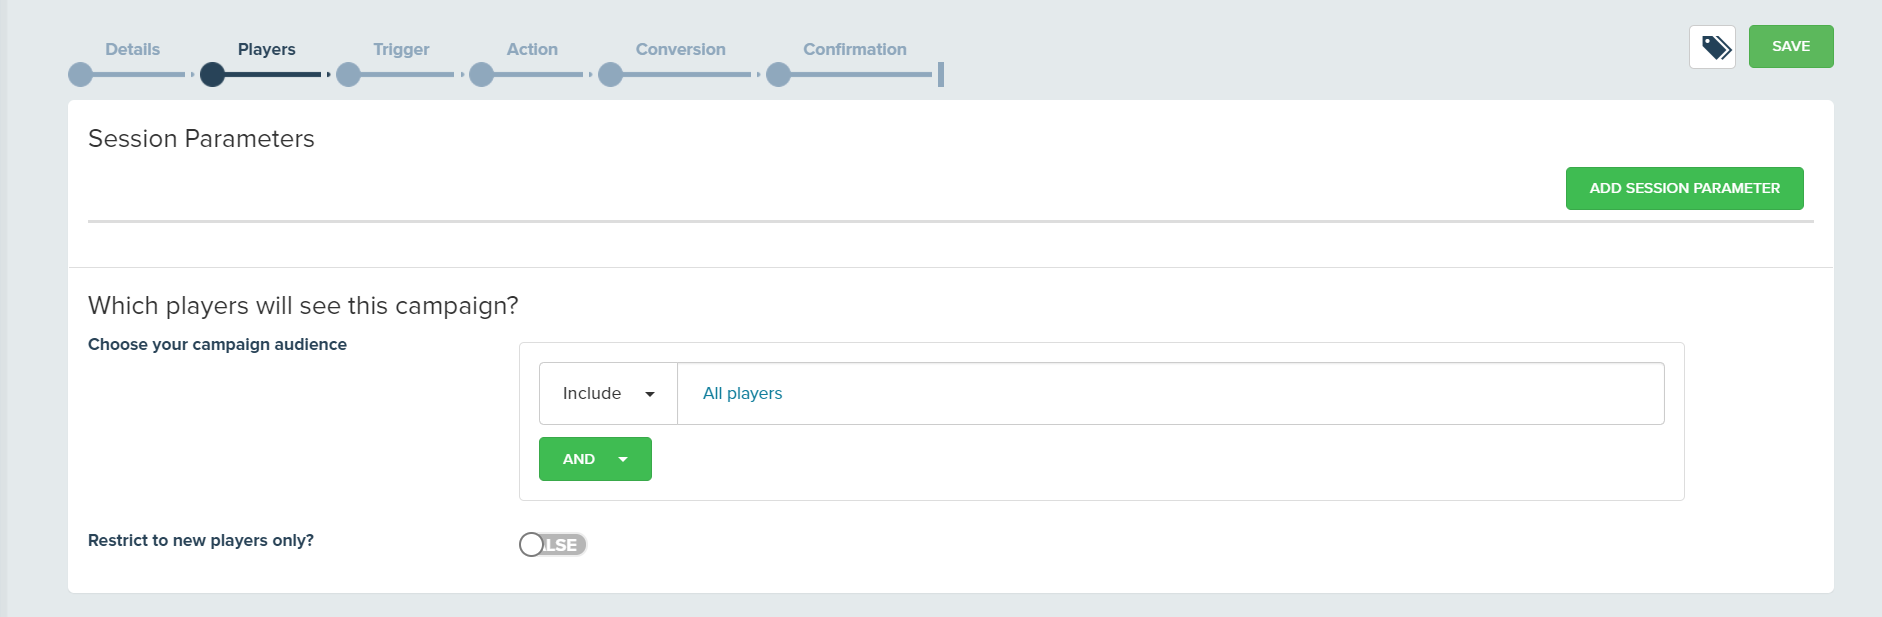 Details Players Trigger Action Conversion Confirmation
SAVE
Session Parameters
ADD SESSION PARAMETER
Which players will see this campaign?
Choose your campaign audience
Include All players
AND
Restrict to new players only?